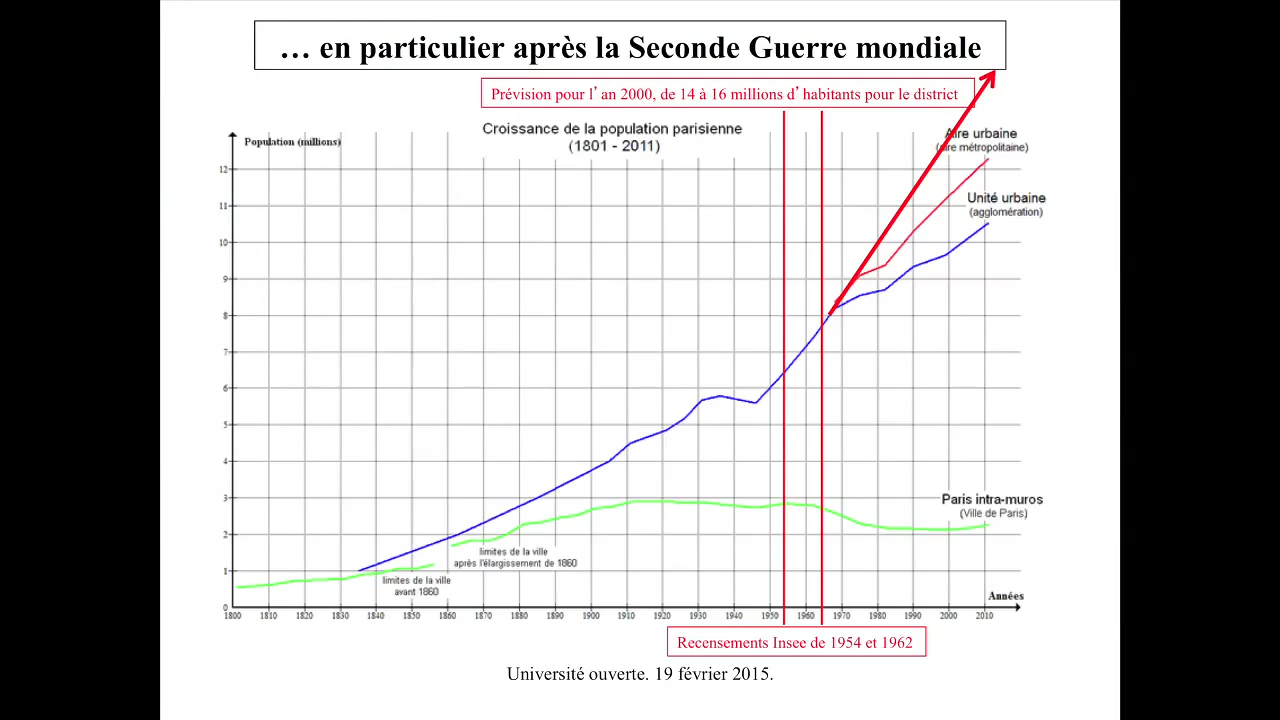 … en particulier après la Seconde Guerre mondiale
Prévision pour l’an 2000, de 14 à 16 millions d’habitants pour le district
Croissance de la population parisienne
(1801 - 2011)
Population (millions)
Aire urbaine
(aire métropolitaine)
Unité urbaine
(agglomération)
12
11
10
9
8
7
6
5
4
3
2
1
0
Paris intra-muros
(Ville de Paris)
limites de la ville
après l'élargissement de 1860
limites de la ville
avant 1860
Années
1800 1810 1820 1830 1840 1850 1860 1870 1880 1890 1900 1910 1920 1930 1940 1950 1960 1970 1980 1990 2000 2010
Recensements Insee de 1954 et 1962
Université ouverte. 19 février 2015.